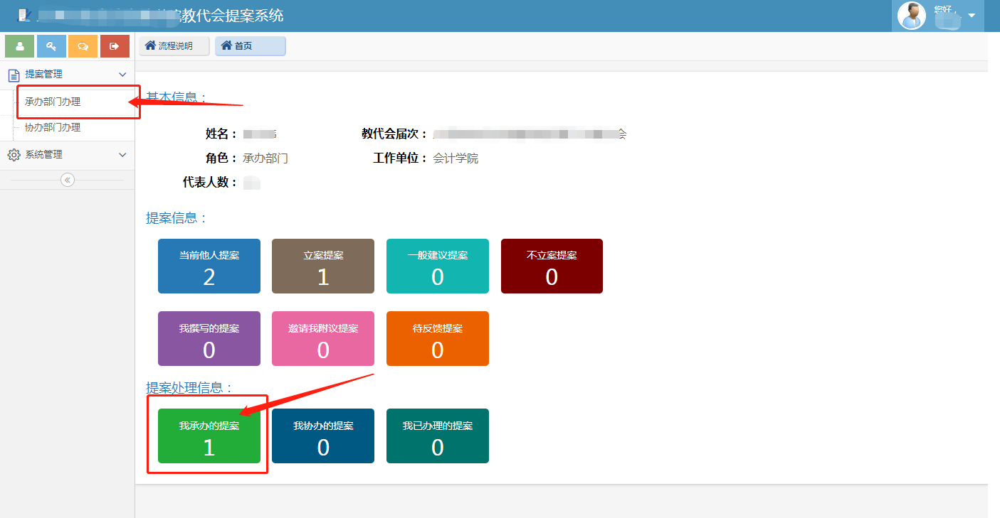 教代会提案系统
您好，
流程说明
首页
提案管理
承办部门办理
协办部门办理
系统管理
基本信息：
姓名：
教代会届次：
会
角色： 承办部门
工作单位： 会计学院
代表人数：
提案信息：
当前他人提案
2
立案提案
1
一般建议提案
0
不立案提案
0
我撰写的提案
0
邀请我附议提案
0
待反馈提案
0
提案处理信息：
我承办的提案
1
我协办的提案
0
我已办理的提案
0